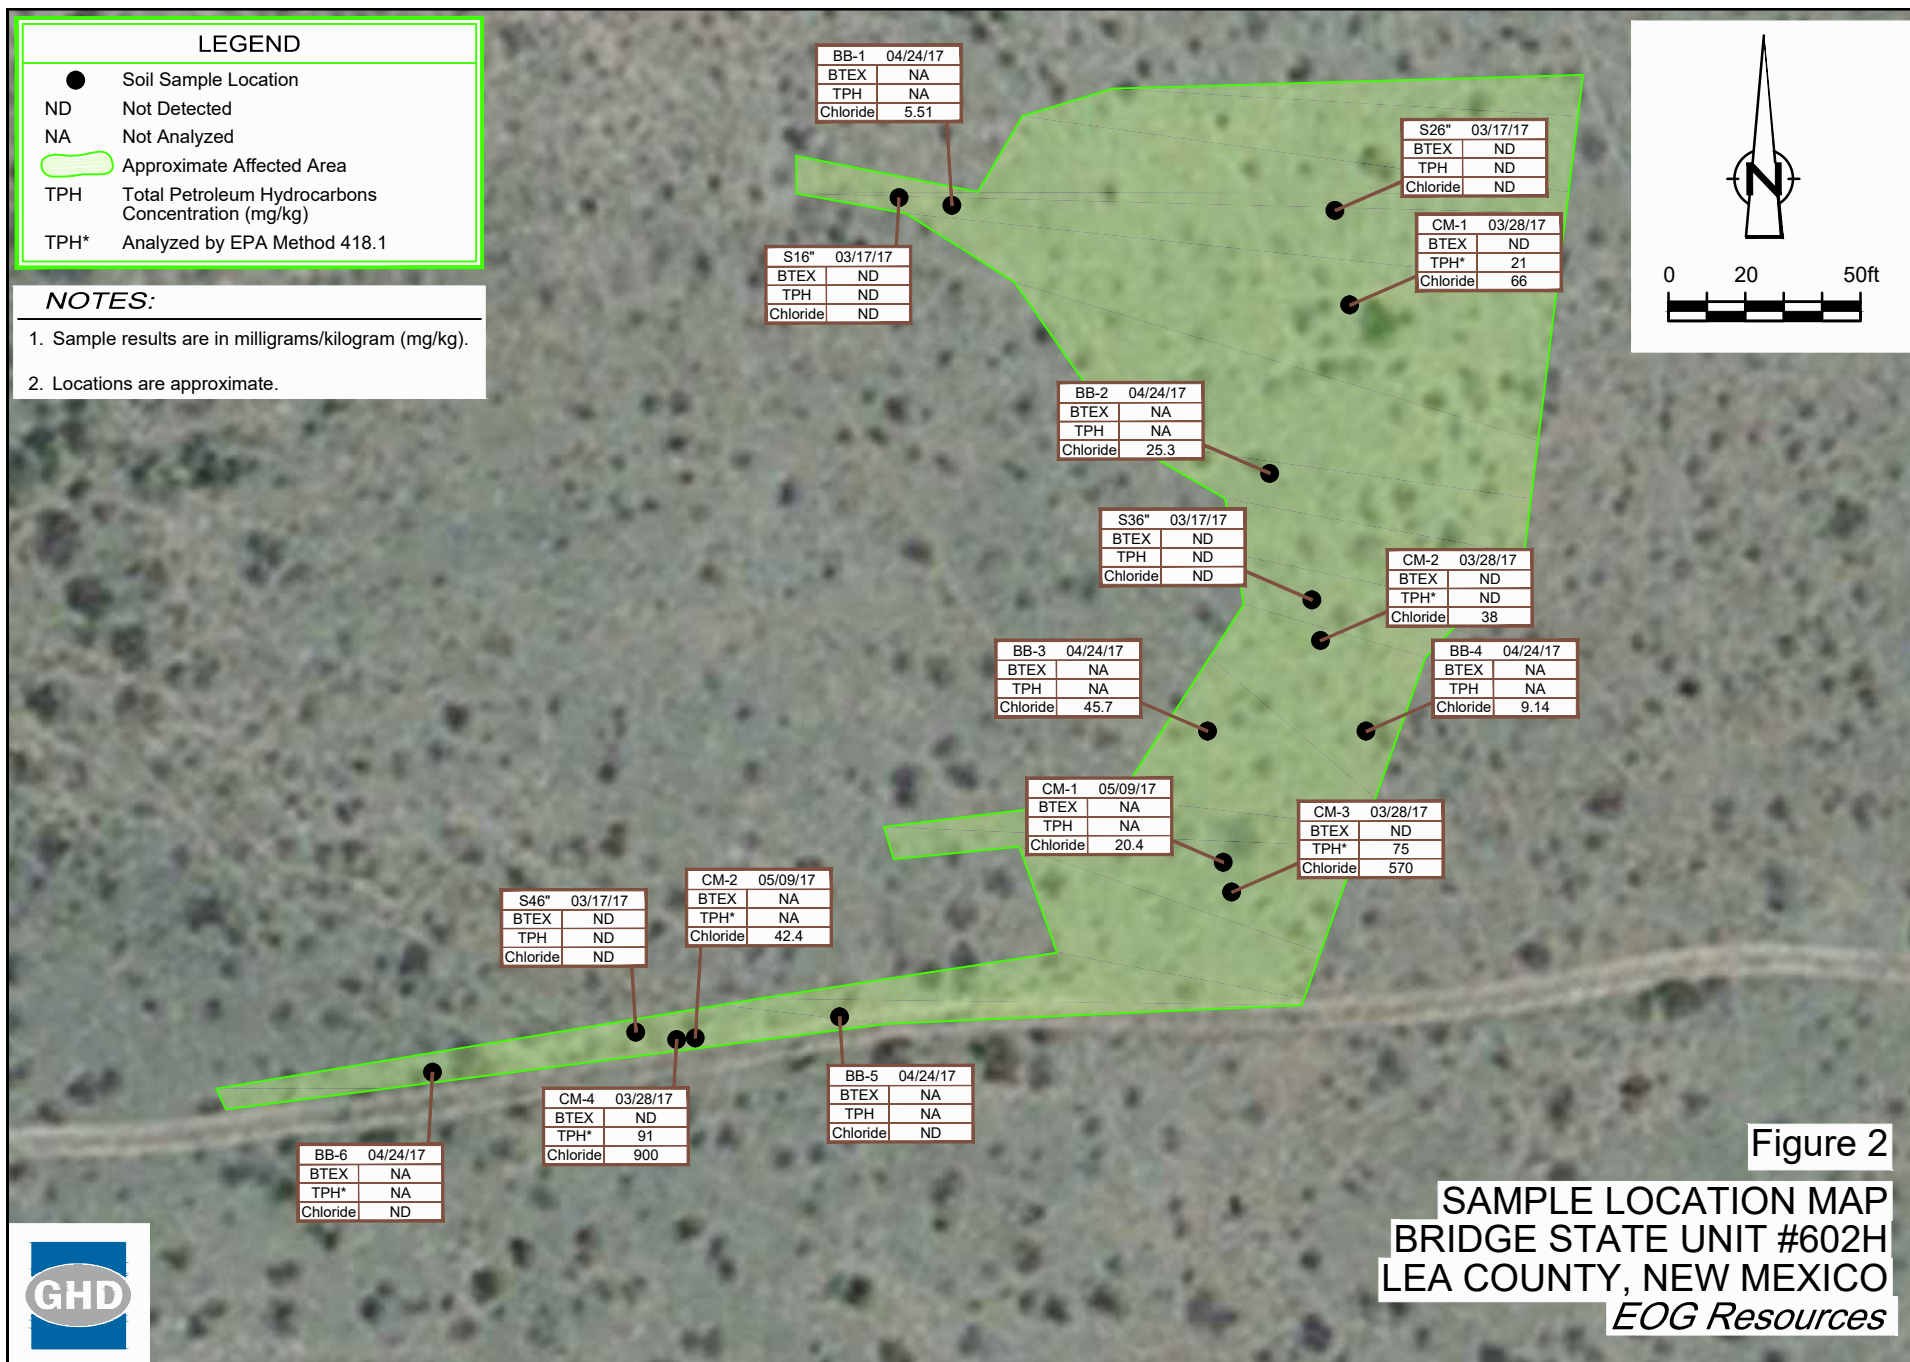 LEGEND
Soil Sample Location
ND Not Detected
NA Not Analyzed
Approximate Affected Area
TPH Total Petroleum Hydrocarbons
Concentration (mg/kg)
TPH* Analyzed by EPA Method 418.1
NOTES:
1. Sample results are in milligrams/kilogram (mg/kg).
2. Locations are approximate.
BB-1 04/24/17
BTEX NA
TPH NA
Chloride 5.51
S16" 03/17/17
BTEX ND
TPH ND
Chloride ND
S26" 03/17/17
BTEX ND
TPH ND
Chloride ND
CM-1 03/28/17
BTEX ND
TPH* 21
Chloride 66
N
0 20 50ft
BB-2 04/24/17
BTEX NA
TPH NA
Chloride 25.3
S36" 03/17/17
BTEX ND
TPH ND
Chloride ND
CM-2 03/28/17
BTEX ND
TPH* ND
Chloride 38
BB-3 04/24/17
BTEX NA
TPH NA
Chloride 45.7
BB-4 04/24/17
BTEX NA
TPH NA
Chloride 9.14
CM-1 05/09/17
BTEX NA
TPH NA
Chloride 20.4
CM-3 03/28/17
BTEX ND
TPH* 75
Chloride 570
S46" 03/17/17
BTEX ND
TPH ND
Chloride ND
CM-2 05/09/17
BTEX NA
TPH* NA
Chloride 42.4
BB-6 04/24/17
BTEX NA
TPH* NA
Chloride ND
CM-4 03/28/17
BTEX ND
TPH* 91
Chloride 900
BB-5 04/24/17
BTEX NA
TPH NA
Chloride ND
Figure 2
SAMPLE LOCATION MAP
BRIDGE STATE UNIT #602H
LEA COUNTY, NEW MEXICO
EOG Resources
GHD